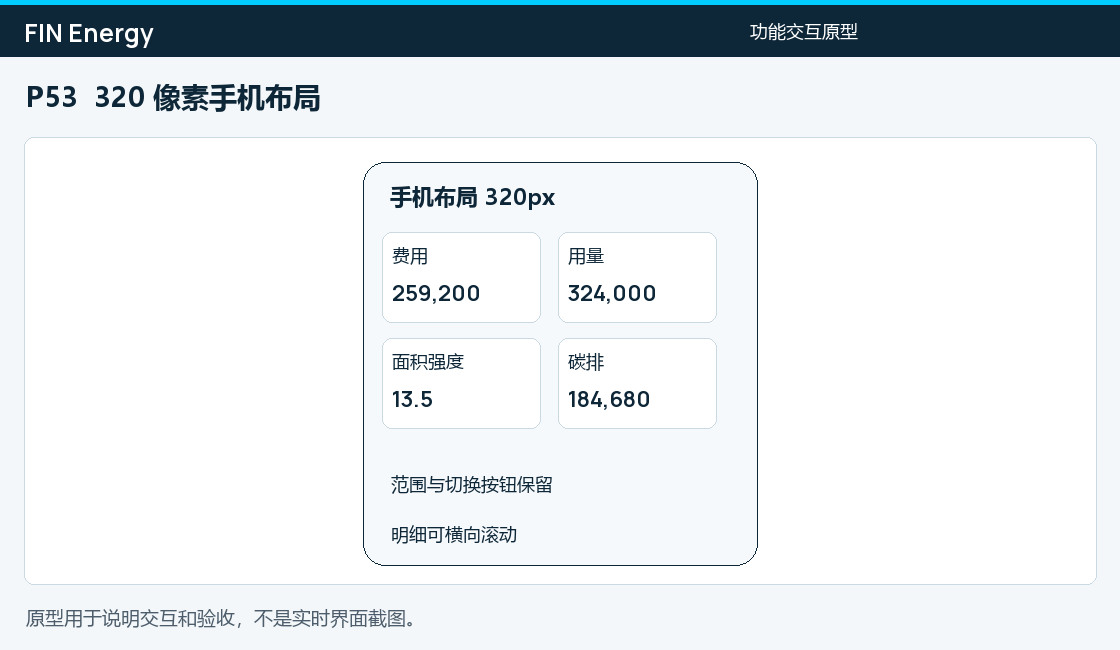 FIN Energy
功能交互原型
P53 320 像素手机布局
手机布局 320px
费用
259,200
用量
324,000
面积强度
13.5
碳排
184,680
范围与切换按钮保留
明细可横向滚动
原型用于说明交互和验收，不是实时界面截图。